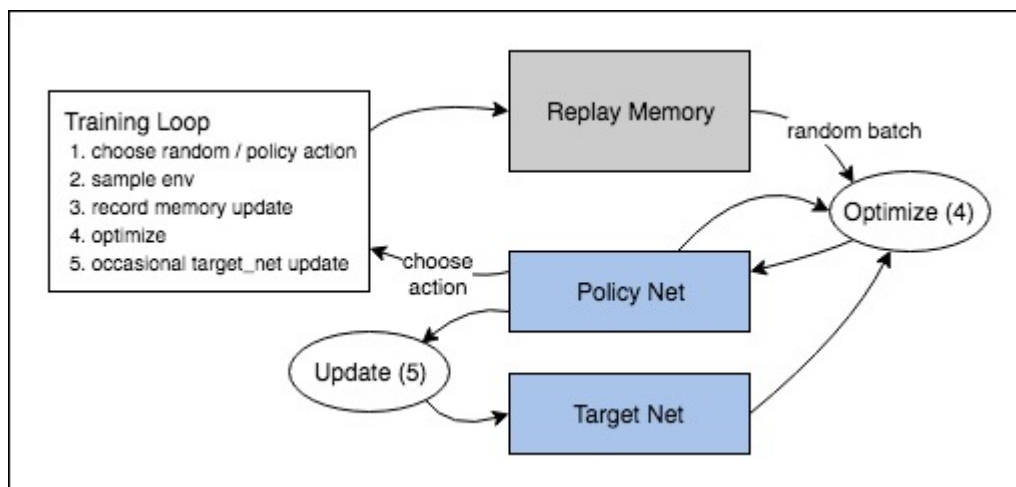 Training Loop
1. choose random / policy action
2. sample env
3. record memory update
4. optimize
5. occasional target_net update
Replay Memory
random batch
Optimize (4)
choose
action
Policy Net
Update (5)
Target Net